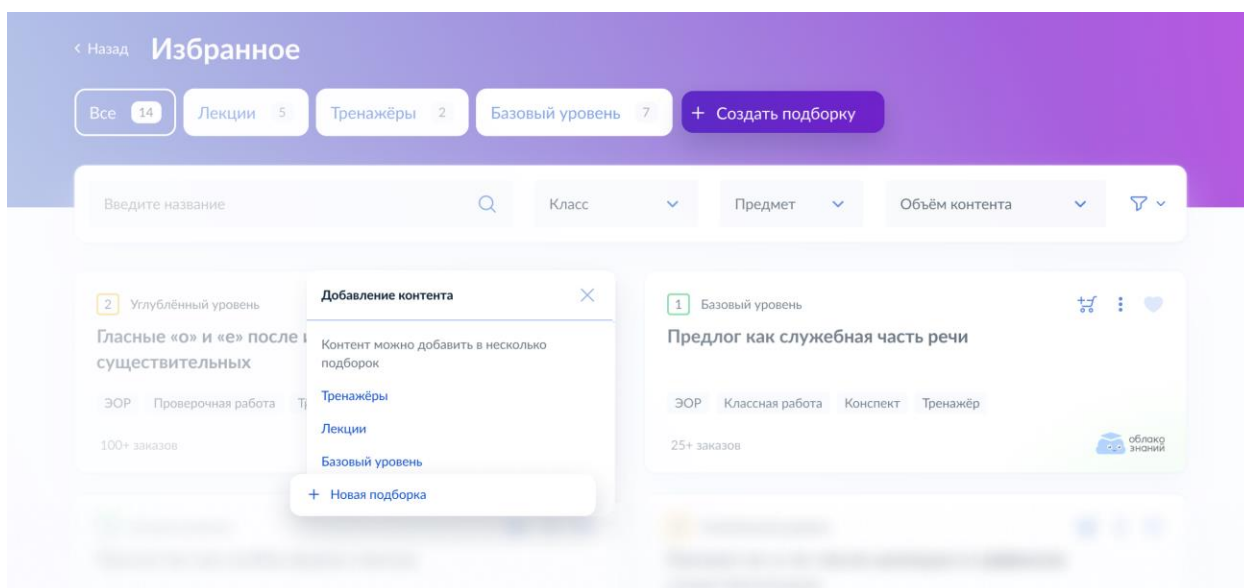 Назад Избранное
Все 14 Лекции 5 Тренажёры 2 Базовый уровень 7 + Создать подборку
Введите название Класс Предмет Объём контента
2 Углублённый уровень
Гласные «о» и «е» после
существительных
ЭОР Проверочная работа
100+ заказов
Добавление контента
Контент можно добавить в несколько
подборок
Тренажёры
Лекции
Базовый уровень
+ Новая подборка
1 Базовый уровень
Предлог как служебная часть речи
ЭОР Классная работа Конспект Тренажёр
25+ заказов
облако
знаний